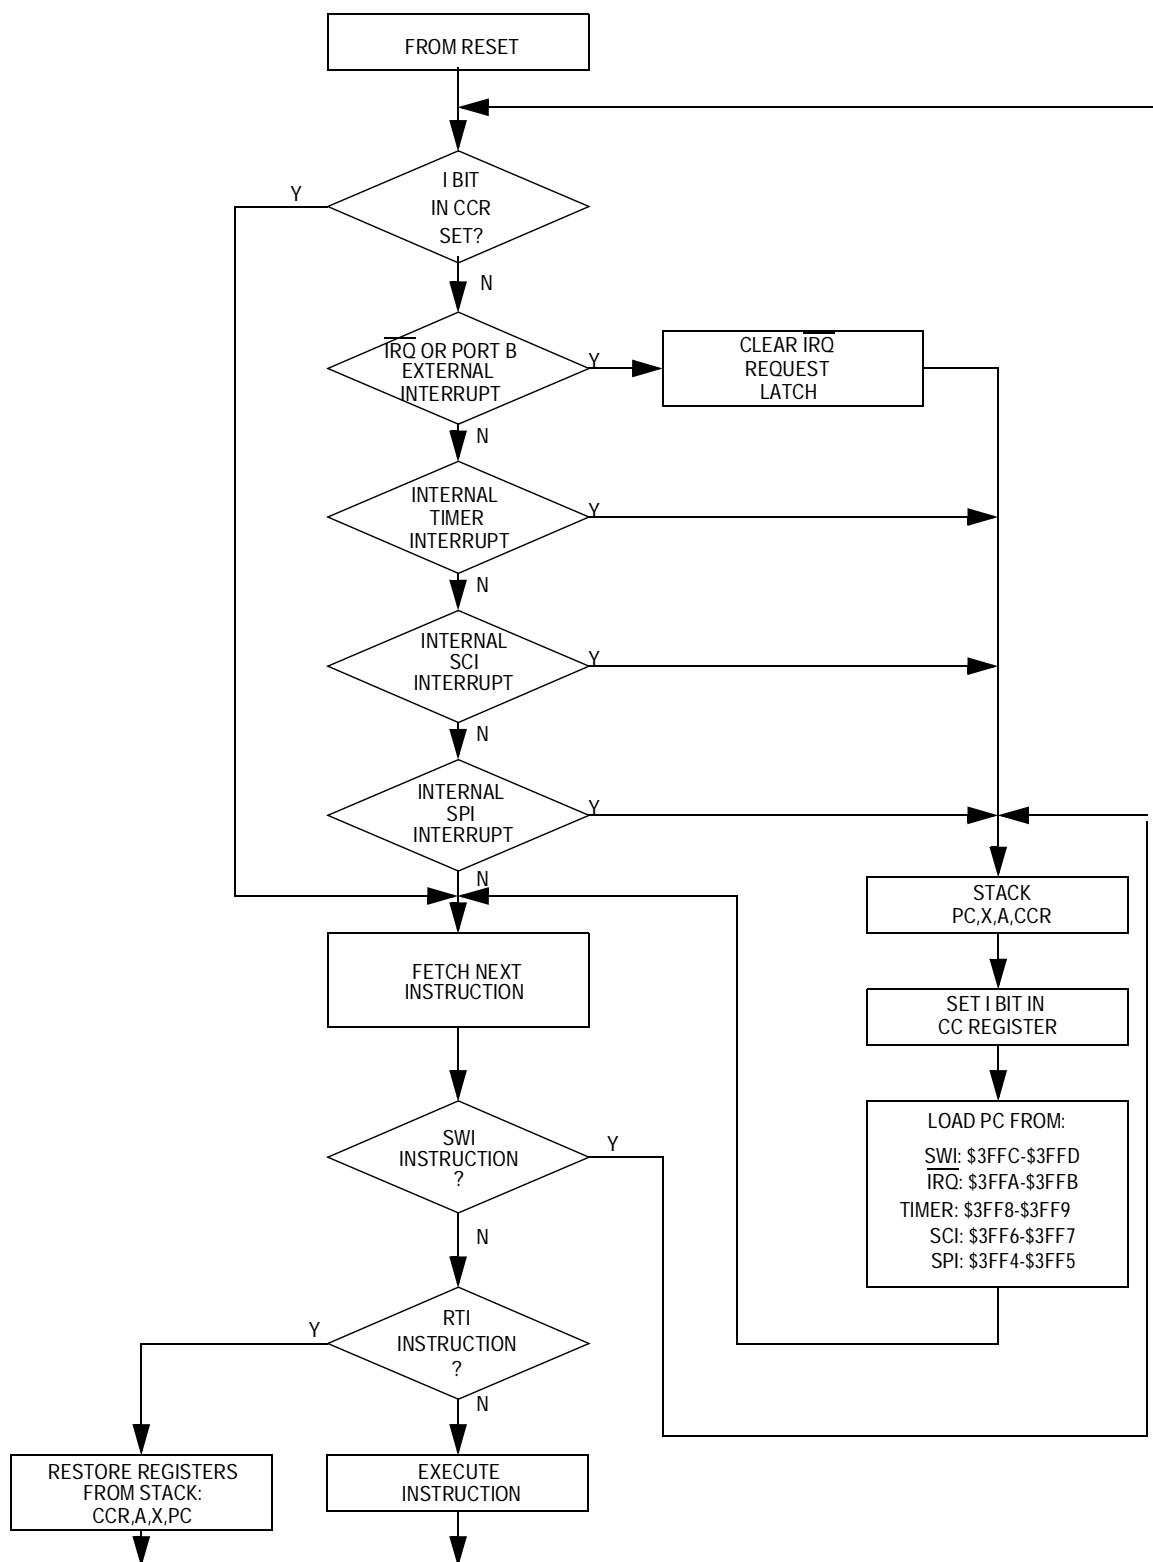 FROM RESET
Y
I BIT
IN CCR
SET?
N
IRQ OR PORT B
EXTERNAL
INTERRUPT
Y
CLEAR IRQ
REQUEST
LATCH
N
INTERNAL
TIMER
INTERRUPT
Y
N
INTERNAL
SCI
INTERRUPT
Y
N
INTERNAL
SPI
INTERRUPT
Y
N
STACK
PC,X,A,CCR
FETCH NEXT
INSTRUCTION
SET I BIT IN
CC REGISTER
SWI
INSTRUCTION
?
Y
LOAD PC FROM:
SWI: $3FFC-$3FFD
IRQ: $3FFA-$3FFB
TIMER: $3FF8-$3FF9
SCI: $3FF6-$3FF7
SPI: $3FF4-$3FF5
N
Y
RTI
INSTRUCTION
?
N
RESTORE REGISTERS
FROM STACK:
CCR,A,X,PC
EXECUTE
INSTRUCTION